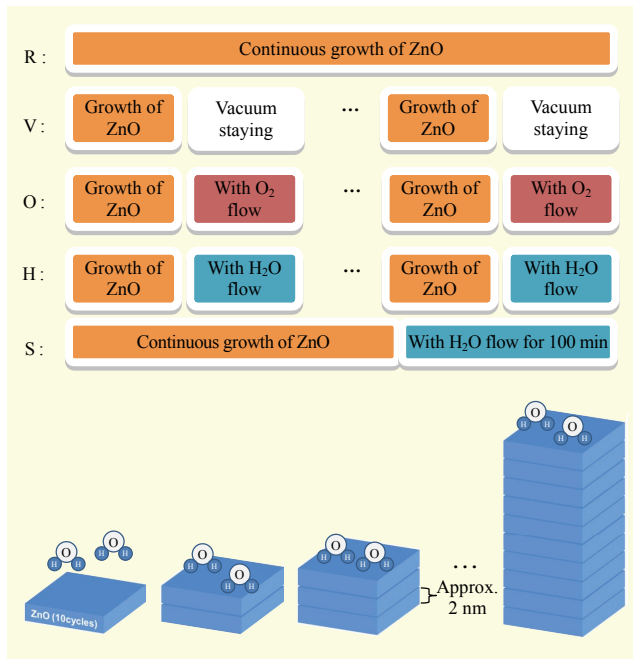 R :
Continuous growth of ZnO
V :
Growth of
ZnO
Vacuum
staying
...
Growth of
ZnO
Vacuum
staying
O :
Growth of
ZnO
With O₂
flow
...
Growth of
ZnO
With O₂
flow
H :
Growth of
ZnO
With H₂O
flow
...
Growth of
ZnO
With H₂O
flow
S :
Continuous growth of ZnO
With H₂O flow for 100 min
O
H H
O
H H
O
H H
O
H H
ZnO (10cycles)
O
H H
O
H H
O
H H
O
H H
...
Approx.
2 nm